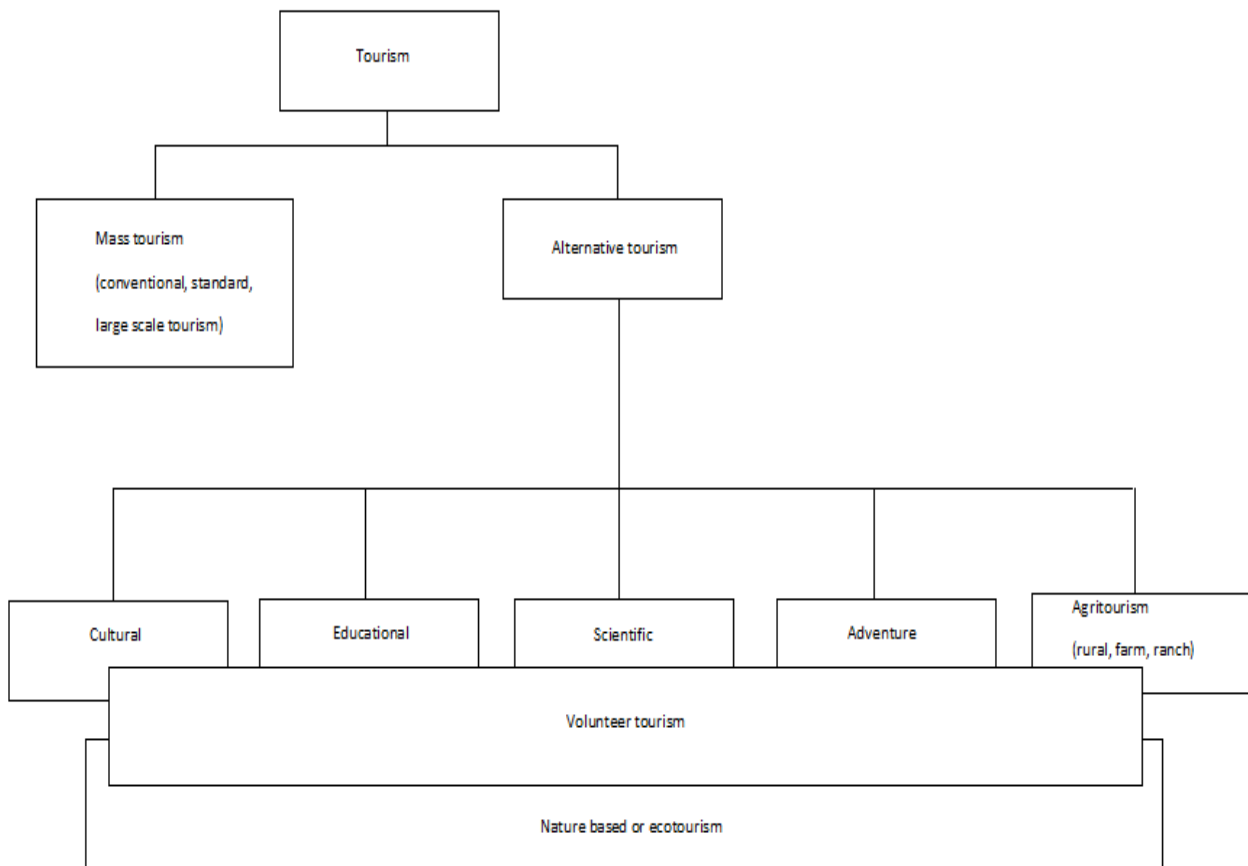 Tourism
Mass tourism
(conventional, standard,
large scale tourism)
Alternative tourism
Cultural
Educational
Scientific
Adventure
Agritourism
(rural, farm, ranch)
Volunteer tourism
Nature based or ecotourism